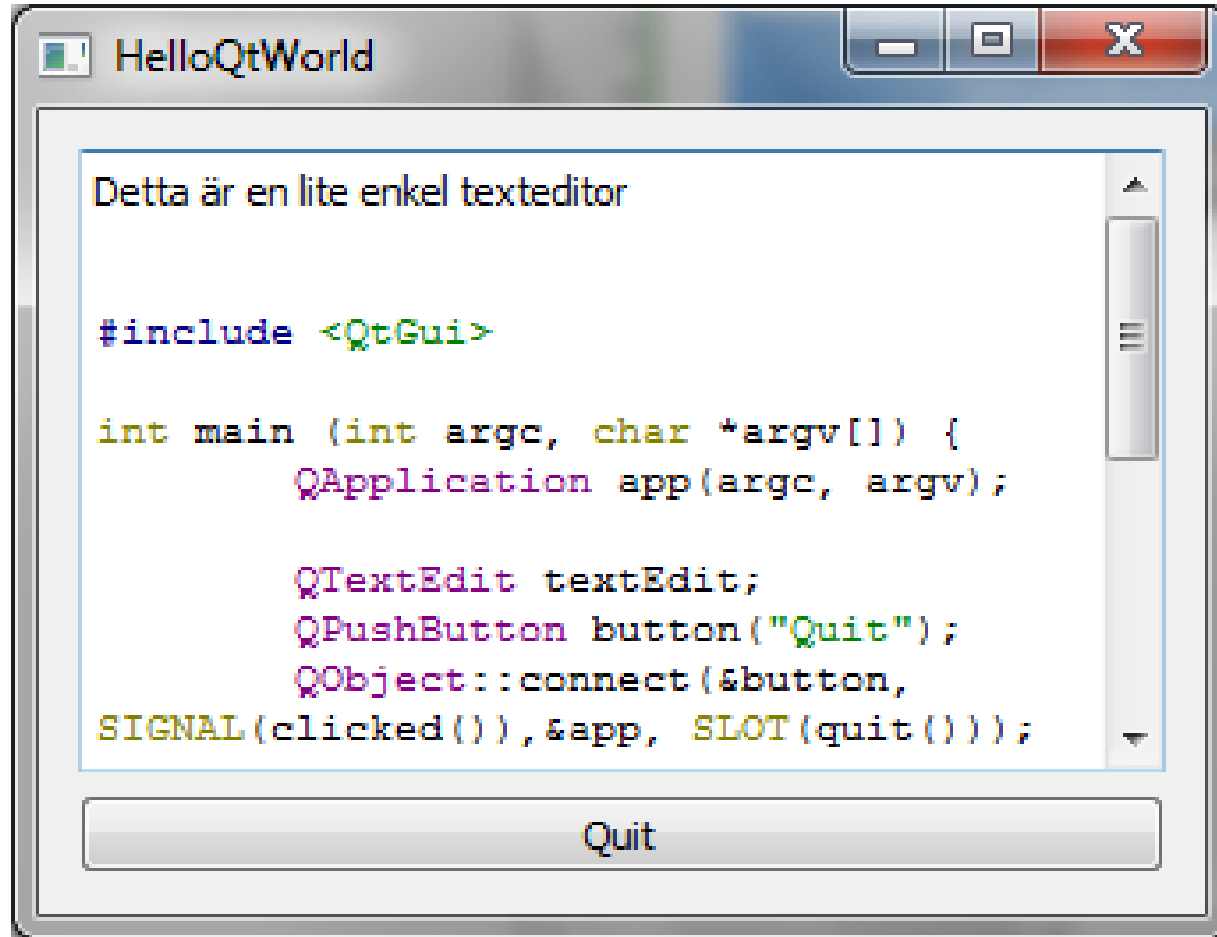 HelloQtWorld
Detta är en lite enkel texteditor
#include <QtGui>
int main (int argc, char *argv[]) {
QApplication app(argc, argv);
QTextEdit textEdit;
QPushButton button("Quit");
QObject::connect(&button,
SIGNAL(clicked()),&app, SLOT(quit()));
Quit